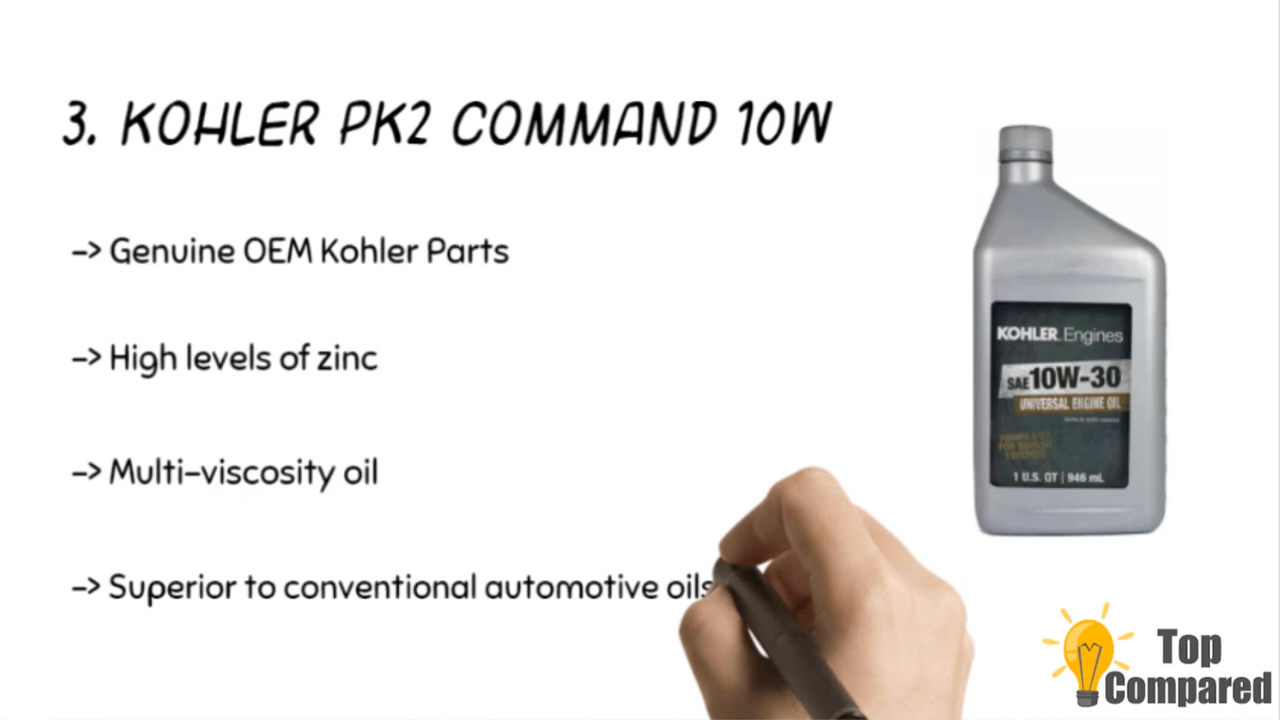 3. KOHLER PK2 COMMAND 10W
-> Genuine OEM Kohler Parts
-> High levels of zinc
-> Multi-viscosity oil
-> Superior to conventional automotive oils
KOHLER. Engines
SAE 10W-30
UNIVERSAL ENGINE OIL
1 U.S. QT | 946 mL
Top
Compared